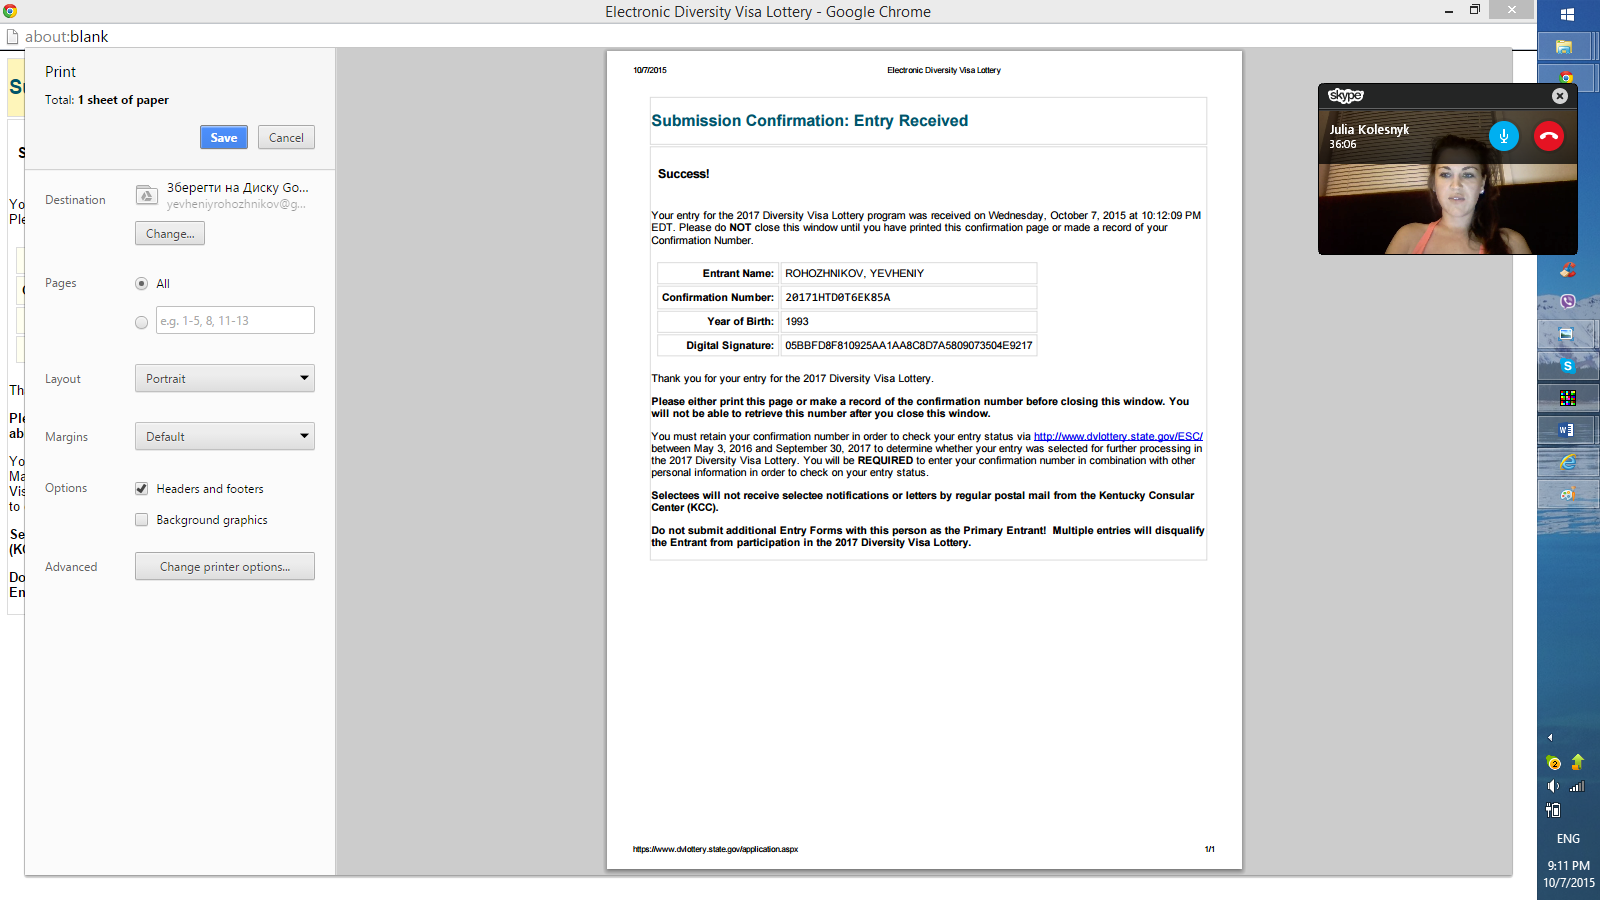 Electronic Diversity Visa Lottery - Google Chrome
about:blank
Print
Total: 1 sheet of paper
Save
Cancel
Destination
Зберегти на Диску Go...
yevheniyrohozhnikov@g...
Change...
Pages
All
e.g. 1-5, 8, 11-13
Layout
Portrait
Margins
Default
Options
Headers and footers
Background graphics
Advanced
Change printer options...
10/7/2015
Electronic Diversity Visa Lottery
Submission Confirmation: Entry Received
Success!
Your entry for the 2017 Diversity Visa Lottery program was received on Wednesday, October 7, 2015 at 10:12:09 PM
EDT. Please do NOT close this window until you have printed this confirmation page or made a record of your
Confirmation Number.
Entrant Name: ROHOZHNIKOV, YEVHENIY
Confirmation Number: 20171HTD0T6EK85A
Year of Birth: 1993
Digital Signature: 05BBFD8F810925AA1AA8C8D7A5809073504E9217
Thank you for your entry for the 2017 Diversity Visa Lottery.
Please either print this page or make a record of the confirmation number before closing this window. You
will not be able to retrieve this number after you close this window.
You must retain your confirmation number in order to check your entry status via http://www.dvlottery.state.gov/ESC/
between May 3, 2016 and September 30, 2017 to determine whether your entry was selected for further processing in
the 2017 Diversity Visa Lottery. You will be REQUIRED to enter your confirmation number in combination with other
personal information in order to check on your entry status.
Selectees will not receive selectee notifications or letters by regular postal mail from the Kentucky Consular
Center (KCC).
Do not submit additional Entry Forms with this person as the Primary Entrant! Multiple entries will disqualify
the Entrant from participation in the 2017 Diversity Visa Lottery.
https://www.dvlottery.state.gov/application.aspx
1/1
skype
Julia Kolesnyk
36:06
2
ENG
9:11 PM
10/7/2015